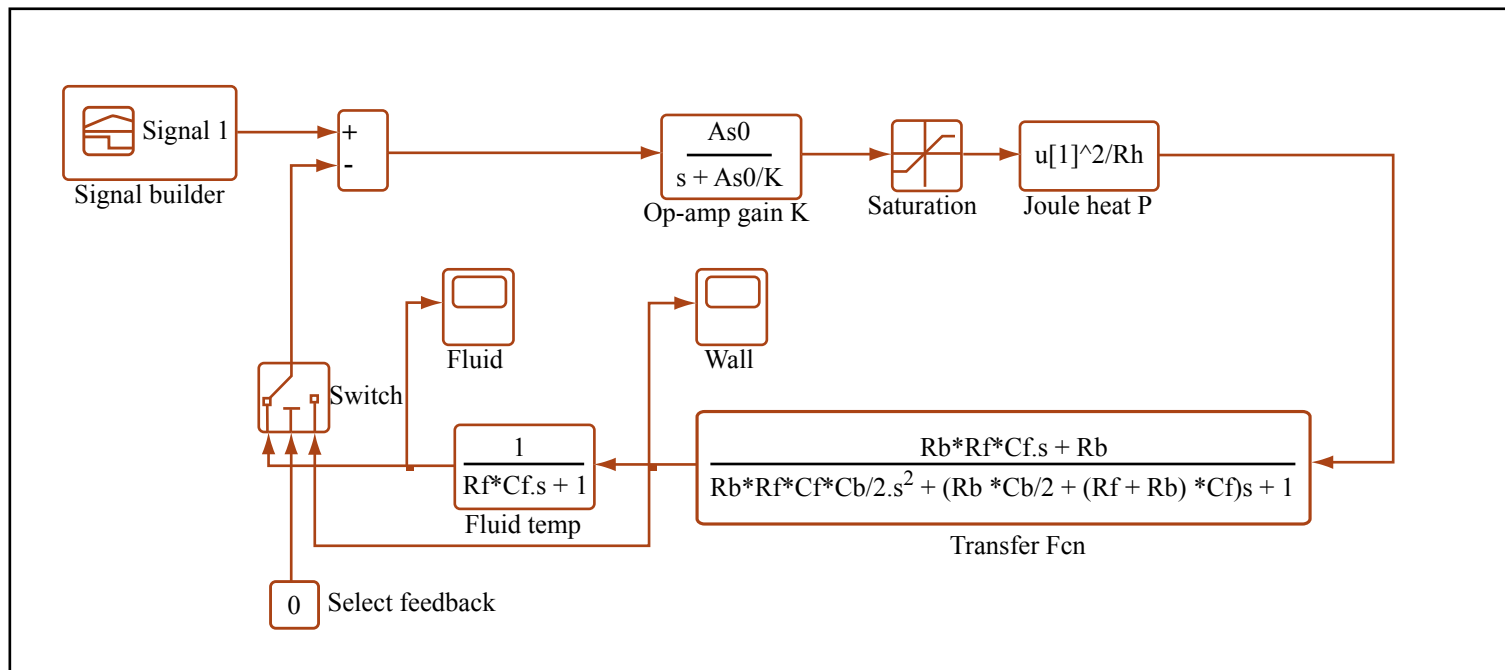 Signal 1
Signal builder
+
-
As0
s + As0/K
Op-amp gain K
Saturation
u[1]^2/Rh
Joule heat P
Fluid
Wall
Switch
1
Rf*Cf.s + 1
Fluid temp
Rb*Rf*Cf.s + Rb
Rb*Rf*Cf*Cb/2.s² + (Rb *Cb/2 + (Rf + Rb) *Cf)s + 1
Transfer Fcn
0
Select feedback